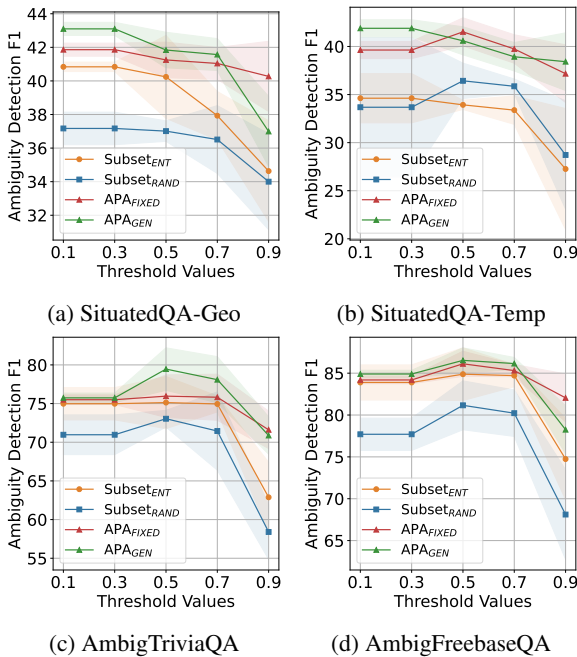 44
42
40
38
36
34
32
Ambiguity Detection F1
Subset_ENT
Subset_RAND
APA_FIXED
APA_GEN
0.1 0.3 0.5 0.7 0.9
Threshold Values
(a) SituatedQA-Geo
40
35
30
25
20
Ambiguity Detection F1
Subset_ENT
Subset_RAND
APA_FIXED
APA_GEN
0.1 0.3 0.5 0.7 0.9
Threshold Values
(b) SituatedQA-Temp
80
75
70
65
60
55
Ambiguity Detection F1
Subset_ENT
Subset_RAND
APA_FIXED
APA_GEN
0.1 0.3 0.5 0.7 0.9
Threshold Values
(c) AmbigTriviaQA
85
80
75
70
65
Ambiguity Detection F1
Subset_ENT
Subset_RAND
APA_FIXED
APA_GEN
0.1 0.3 0.5 0.7 0.9
Threshold Values
(d) AmbigFreebaseQA